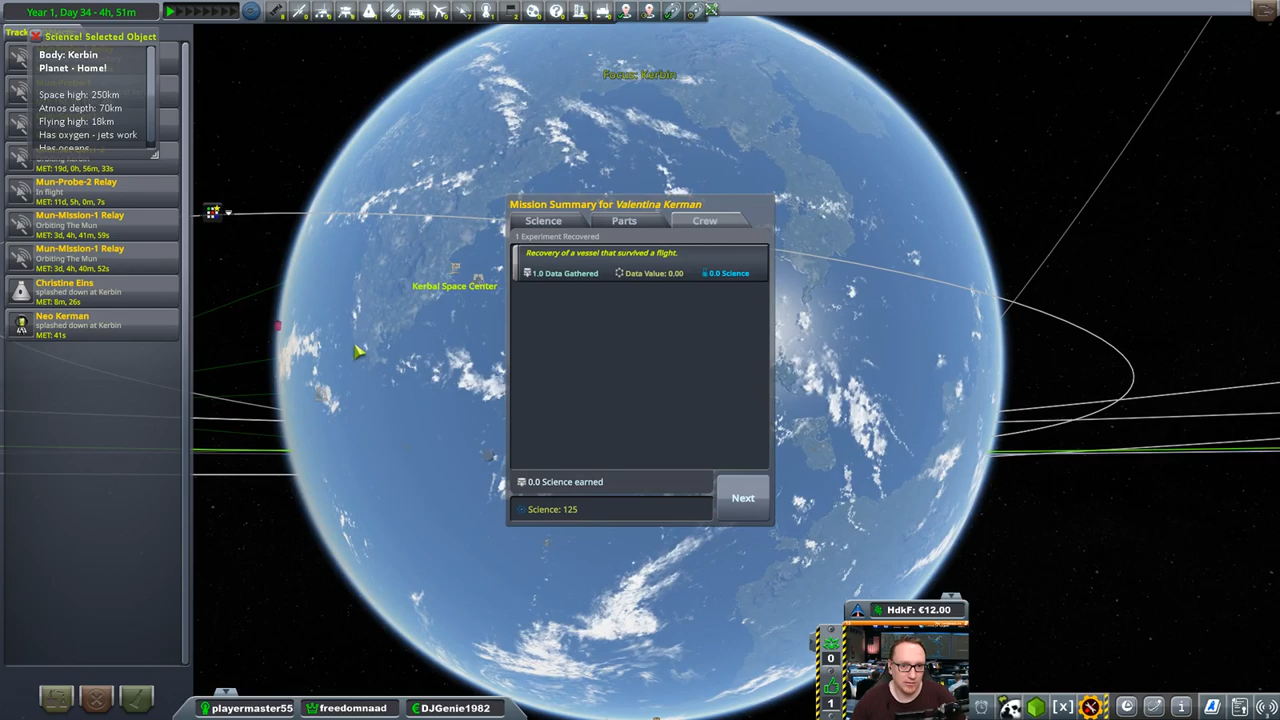 Year 1, Day 34 - 4h, 51m
Track
Science! Selected Object
Body: Kerbin
Planet - Home!
Space high: 250km
Atmos depth: 70km
Flying high: 18km
Has oxygen - jets work
Has oceans
Orbiting Kerbin
MET: 19d, 0h, 56m, 33s
Mun-Probe-2 Relay
In flight
MET: 11d, 5h, 0m, 7s
Mun-Mission-1 Relay
Orbiting The Mun
MET: 3d, 4h, 41m, 59s
Mun-Mission-1 Relay
Orbiting The Mun
MET: 3d, 4h, 40m, 52s
Christine Eins
splashed down at Kerbin
MET: 8m, 26s
Neo Kerman
splashed down at Kerbin
MET: 41s
Focus: Kerbin
Kerbal Space Center
Mission Summary for Valentina Kerman
Science Parts Crew
1 Experiment Recovered
Recovery of a vessel that survived a flight.
1.0 Data Gathered Data Value: 0.00 0.0 Science
0.0 Science earned
Science: 125
Next
HdkF: €12.00
0
1
playermaster55 freedomnaad DJGenie1982
[x]